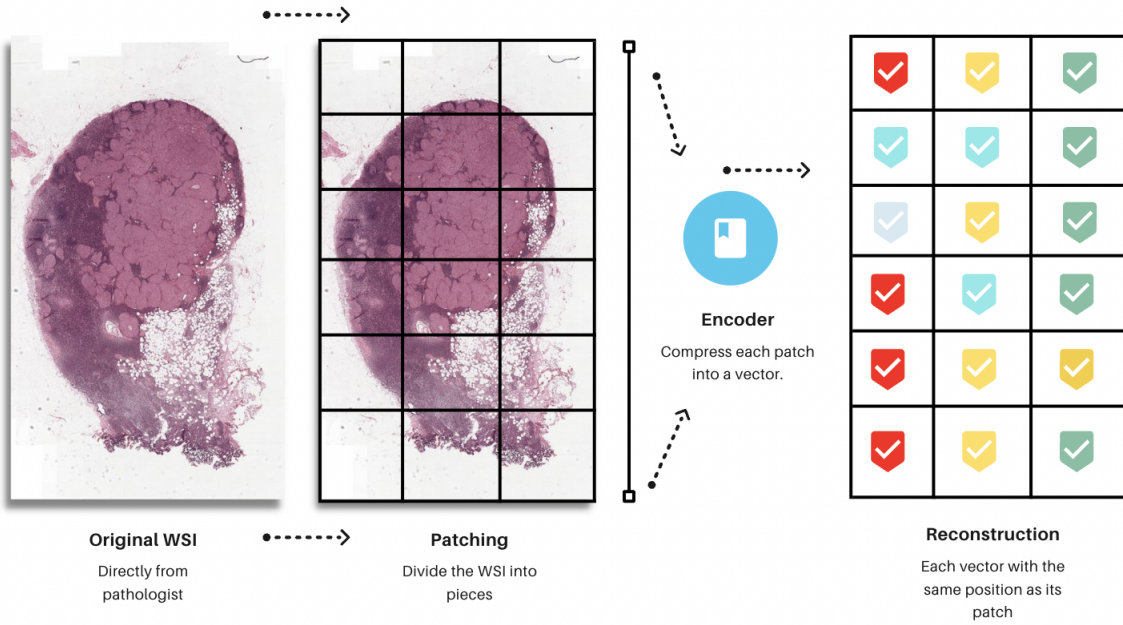 Original WSI
Directly from
pathologist
Patching
Divide the WSI into
pieces
Encoder
Compress each patch
into a vector.
Reconstruction
Each vector with the
same position as its
patch